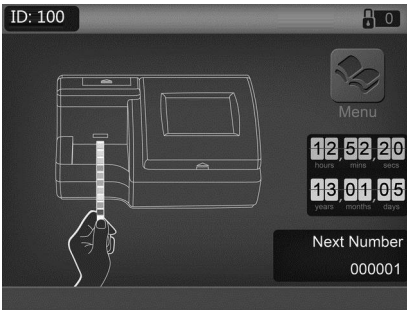 ID: 100
0
Menu
12,52,20
hours mins secs
13,01,05
years months days
Next Number
000001